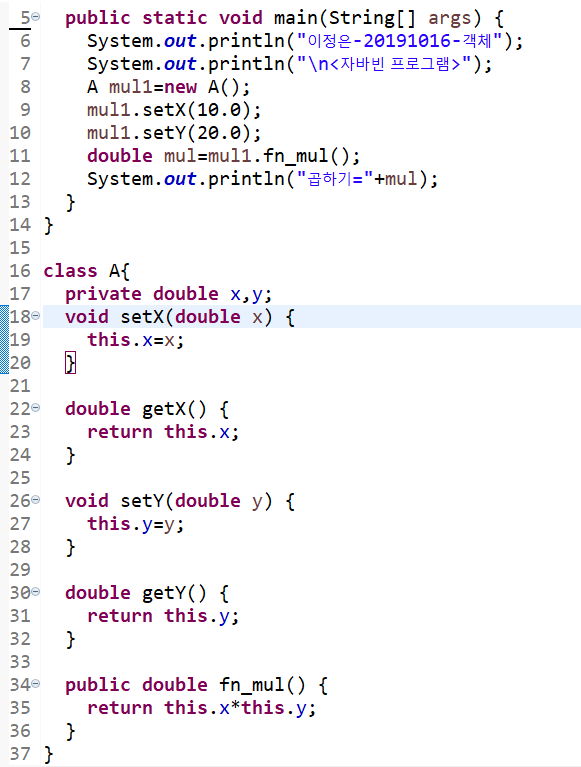 5 public static void main(String[] args) {
6 System.out.println("이정은-20191016-객체");
7 System.out.println("\n<자바빈 프로그램>");
8 A mul1=new A();
9 mul1.setX(10.0);
10 mul1.setY(20.0);
11 double mul=mul1.fn_mul();
12 System.out.println("곱하기="+mul);
13 }
14 }
15
16 class A{
17 private double x,y;
18 void setX(double x) {
19 this.x=x;
20 }
21
22 double getX() {
23 return this.x;
24 }
25
26 void setY(double y) {
27 this.y=y;
28 }
29
30 double getY() {
31 return this.y;
32 }
33
34 public double fn_mul() {
35 return this.x*this.y;
36 }
37 }